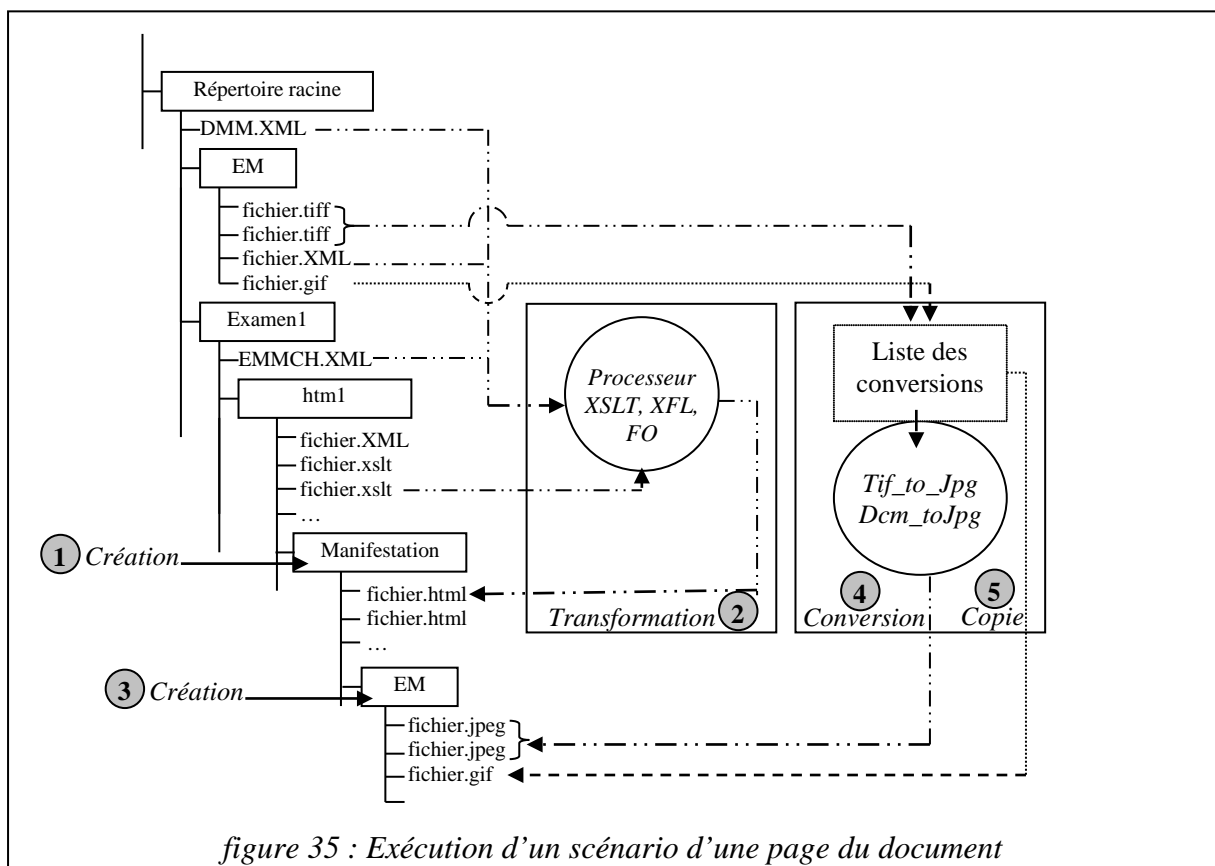 Répertoire racine
DMM.XML
EM
fichier.tiff
fichier.tiff
fichier.XML
fichier.gif
Examen1
EMMCH.XML
htm1
fichier.XML
fichier.xslt
fichier.xslt
…
1 Création
Manifestation
fichier.html
fichier.html
…
3 Création
EM
fichier.jpeg
fichier.jpeg
fichier.gif
Processeur
XSLT, XFL,
FO
Transformation 2
Liste des
conversions
Tif_to_Jpg
Dcm_toJpg
4
Conversion
5
Copie
figure 35 : Exécution d’un scénario d’une page du document